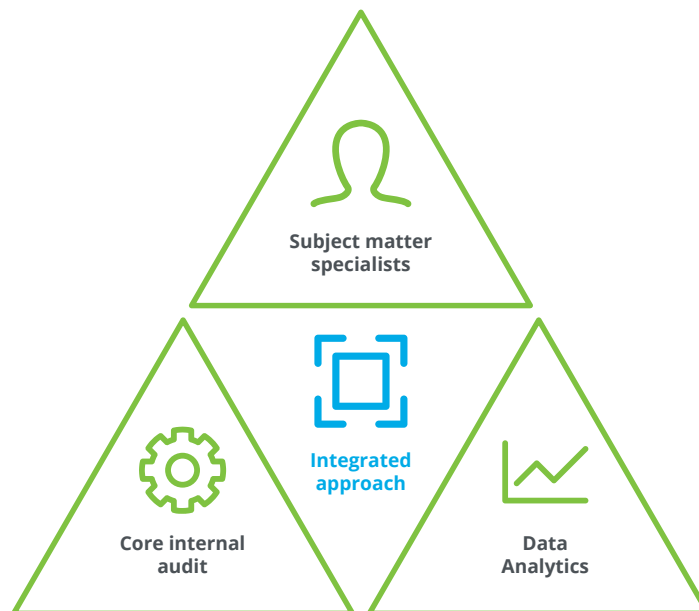 Subject matter
specialists
Integrated
approach
Core internal
audit
Data
Analytics